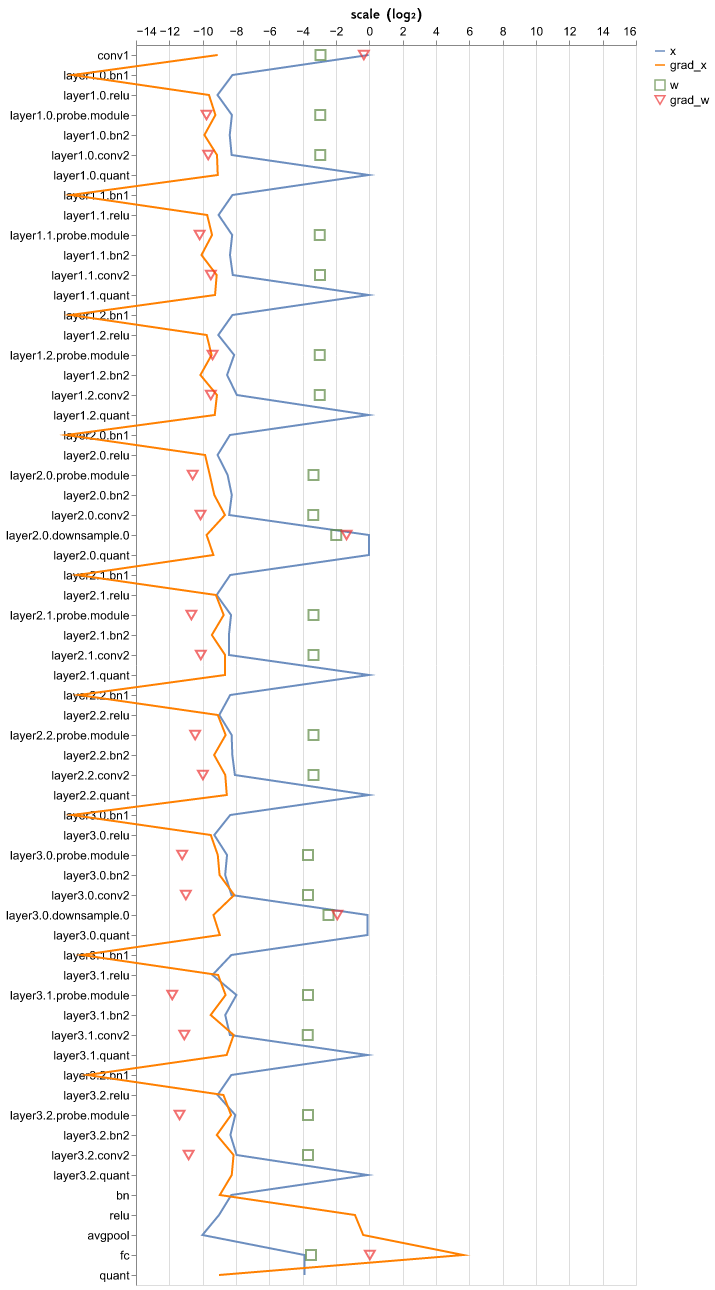 scale (log₂)
−14 −12 −10 −8 −6 −4 −2 0 2 4 6 8 10 12 14 16
x
grad_x
w
grad_w
conv1
layer1.0.bn1
layer1.0.relu
layer1.0.probe.module
layer1.0.bn2
layer1.0.conv2
layer1.0.quant
layer1.1.bn1
layer1.1.relu
layer1.1.probe.module
layer1.1.bn2
layer1.1.conv2
layer1.1.quant
layer1.2.bn1
layer1.2.relu
layer1.2.probe.module
layer1.2.bn2
layer1.2.conv2
layer1.2.quant
layer2.0.bn1
layer2.0.relu
layer2.0.probe.module
layer2.0.bn2
layer2.0.conv2
layer2.0.downsample.0
layer2.0.quant
layer2.1.bn1
layer2.1.relu
layer2.1.probe.module
layer2.1.bn2
layer2.1.conv2
layer2.1.quant
layer2.2.bn1
layer2.2.relu
layer2.2.probe.module
layer2.2.bn2
layer2.2.conv2
layer2.2.quant
layer3.0.bn1
layer3.0.relu
layer3.0.probe.module
layer3.0.bn2
layer3.0.conv2
layer3.0.downsample.0
layer3.0.quant
layer3.1.bn1
layer3.1.relu
layer3.1.probe.module
layer3.1.bn2
layer3.1.conv2
layer3.1.quant
layer3.2.bn1
layer3.2.relu
layer3.2.probe.module
layer3.2.bn2
layer3.2.conv2
layer3.2.quant
bn
relu
avgpool
fc
quant